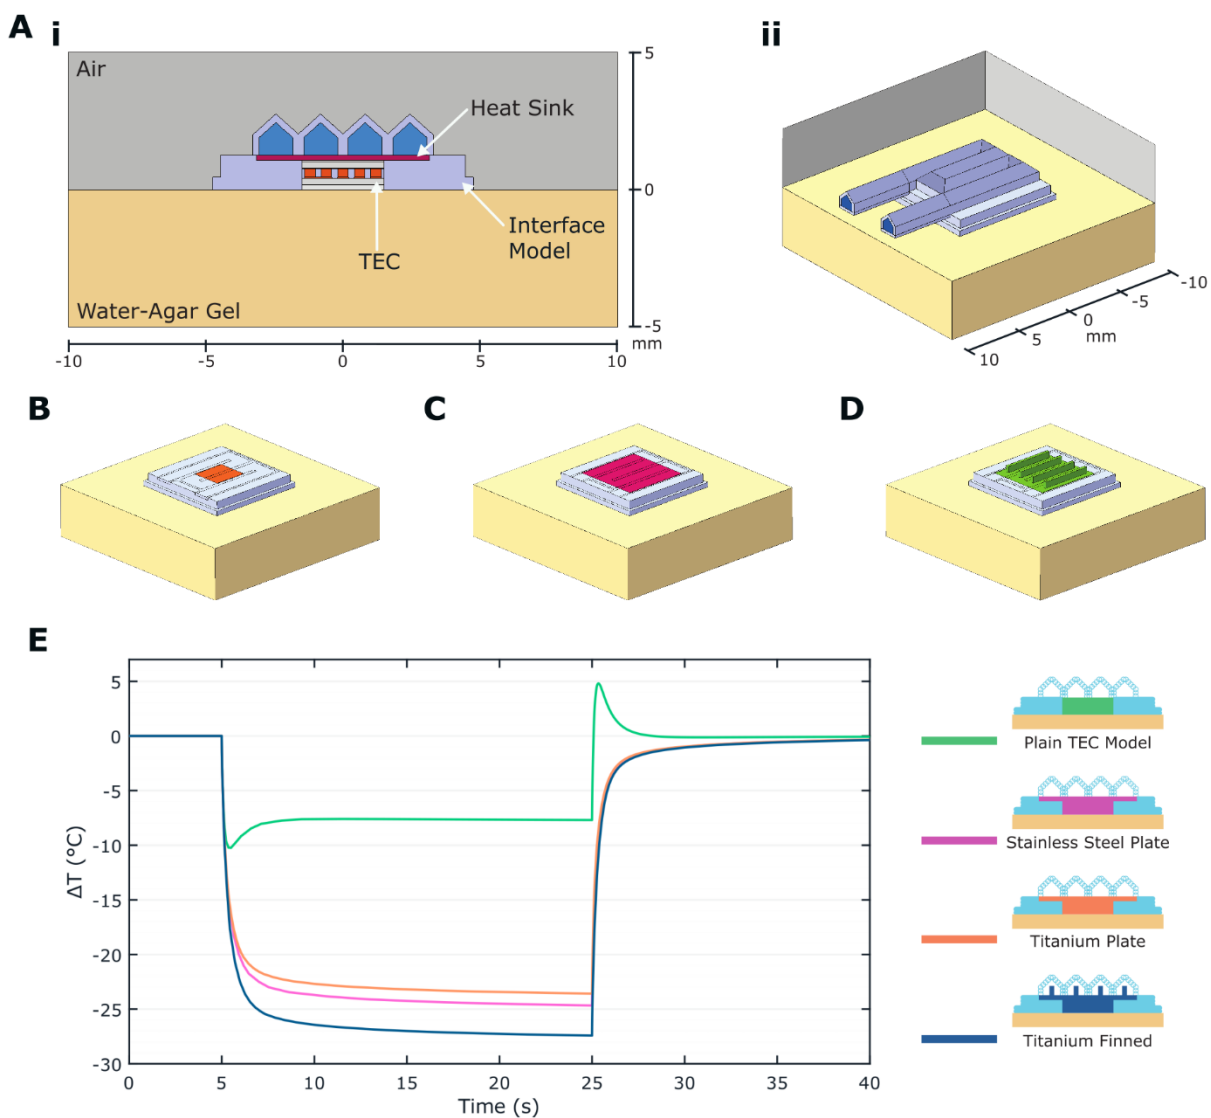 A
i
Air
Heat Sink
TEC
Interface
Model
Water-Agar Gel
5
0
-5
mm
-10
-5
0
5
10
ii
-10
-5
0
mm
5
10
B
C
D
E
5
0
-5
-10
-15
-20
-25
-30
ΔT (°C)
0
5
10
15
20
25
30
35
40
Time (s)
Plain TEC Model
Stainless Steel Plate
Titanium Plate
Titanium Finned